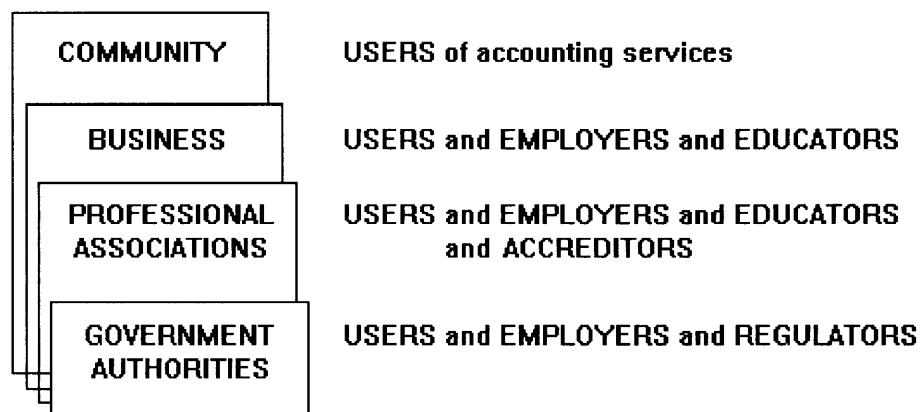 COMMUNITY USERS of accounting services
BUSINESS USERS and EMPLOYERS and EDUCATORS
PROFESSIONAL USERS and EMPLOYERS and EDUCATORS
ASSOCIATIONS and ACCREDITORS
GOVERNMENT USERS and EMPLOYERS and REGULATORS
AUTHORITIES